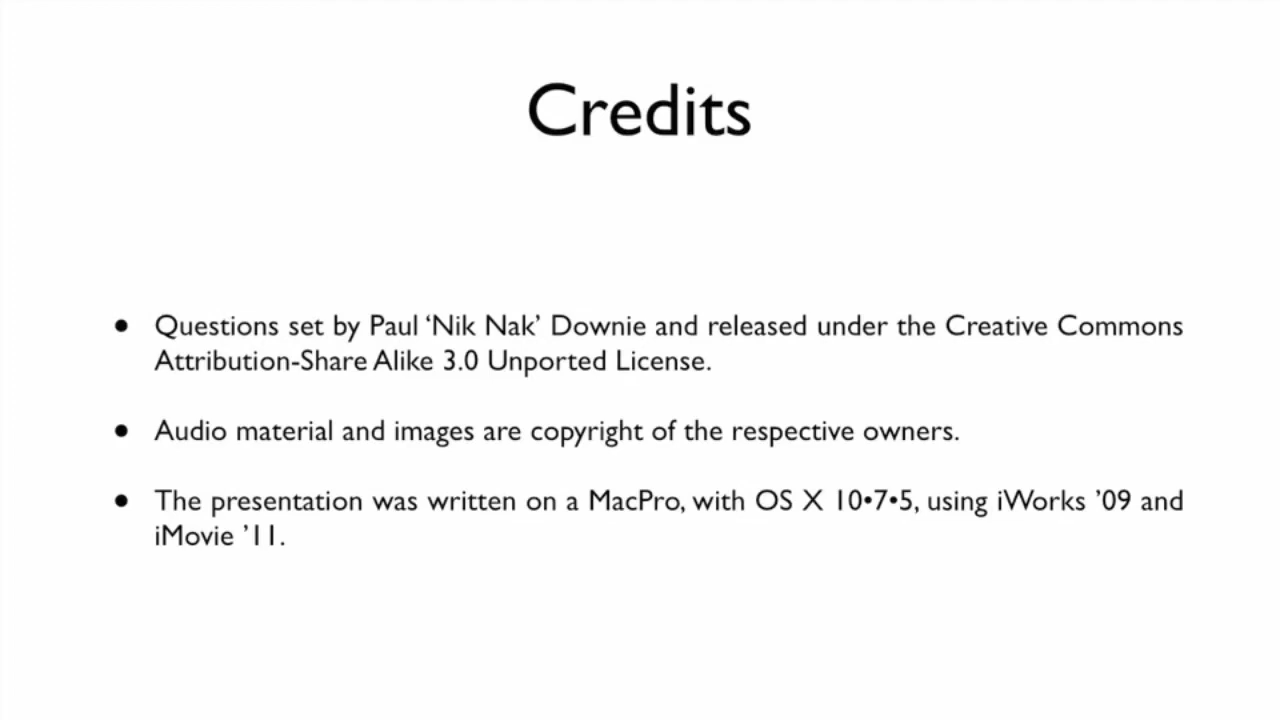 Credits
• Questions set by Paul ‘Nik Nak’ Downie and released under the Creative Commons
Attribution-Share Alike 3.0 Unported License.
• Audio material and images are copyright of the respective owners.
• The presentation was written on a MacPro, with OS X 10•7•5, using iWorks ’09 and
iMovie ’11.